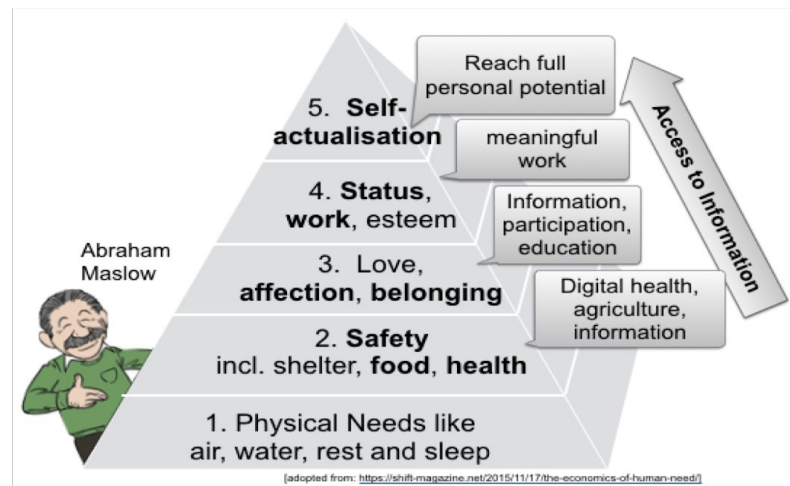 Reach full
personal potential
5. Self-
actualisation
meaningful
work
4. Status,
work, esteem
Information,
participation,
education
Access to Information
Abraham
Maslow
3. Love,
affection, belonging
Digital health,
agriculture,
information
2. Safety
incl. shelter, food, health
1. Physical Needs like
air, water, rest and sleep
[adopted from: https://shift-magazine.net/2015/11/17/the-economics-of-human-need/]